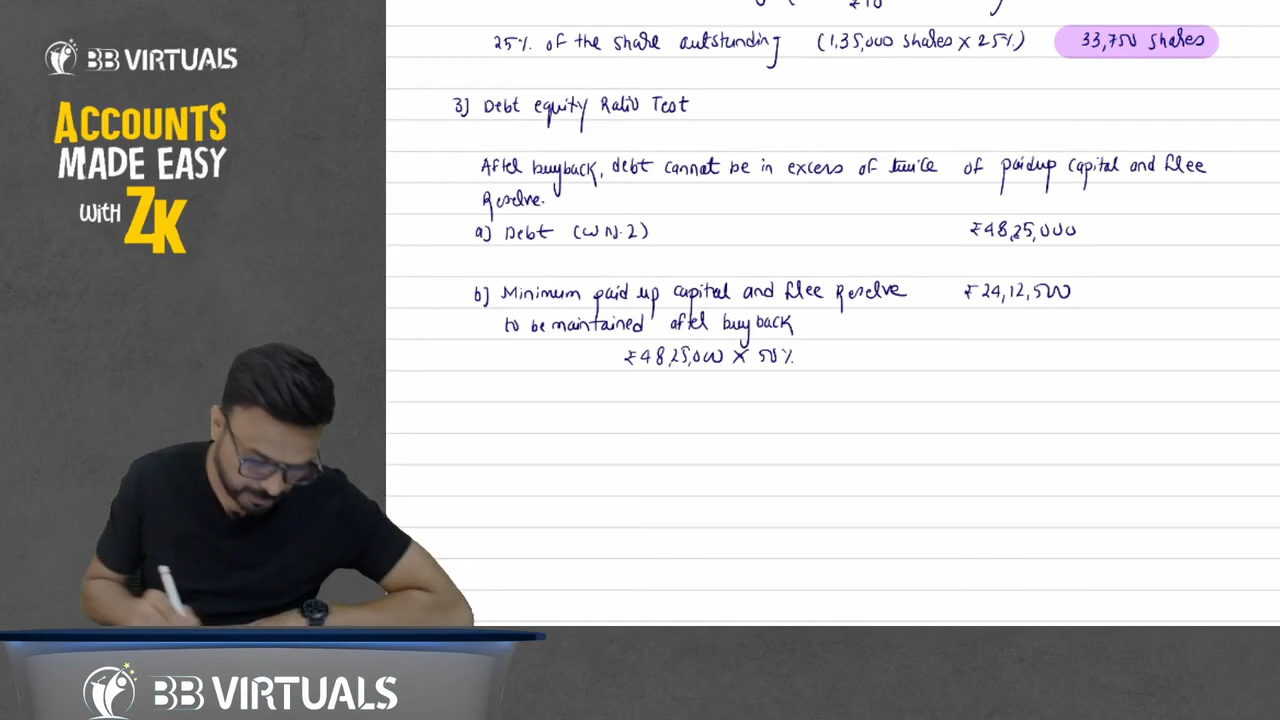 BB VIRTUALS
ACCOUNTS
MADE EASY
with ZK
₹10
25% of the share outstanding (1,35,000 shares x 25%) 33,750 shares
3] Debt equity Ratio Test
After buyback, debt cannot be in excess of twice of paidup capital and free
Reserve.
a] Debt (W N. 2) ₹48,25,000
b] Minimum paid up capital and free Reserve ₹24,12,500
to be maintained after buy back
₹48,25,000 x 50%
BB VIRTUALS